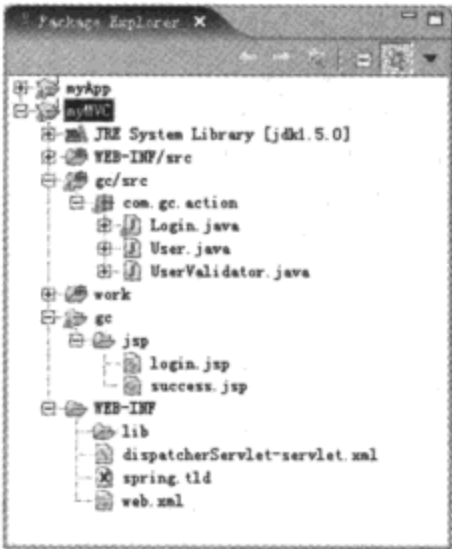 Package Explorer
myApp
myMVC
JRE System Library [jdk1.5.0]
WEB-INF/src
gc/src
com.gc.action
Login.java
User.java
UserValidator.java
work
gc
jsp
login.jsp
success.jsp
WEB-INF
lib
dispatcherServlet-servlet.xml
spring.tld
web.xml